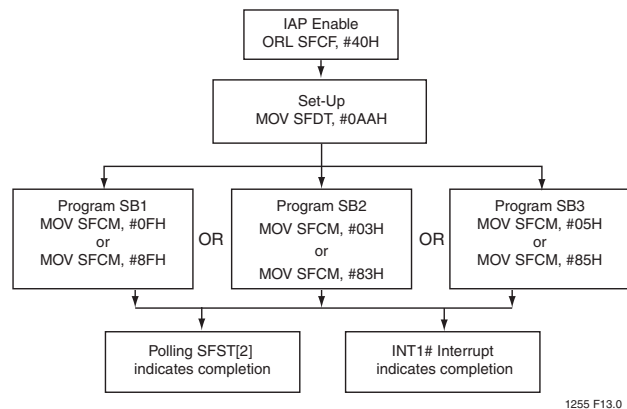 IAP Enable
ORL SFCF, #40H
Set-Up
MOV SFDT, #0AAH
Program SB1
MOV SFCM, #0FH
or
MOV SFCM, #8FH
OR
Program SB2
MOV SFCM, #03H
or
MOV SFCM, #83H
OR
Program SB3
MOV SFCM, #05H
or
MOV SFCM, #85H
Polling SFST[2]
indicates completion
INT1# Interrupt
indicates completion
1255 F13.0